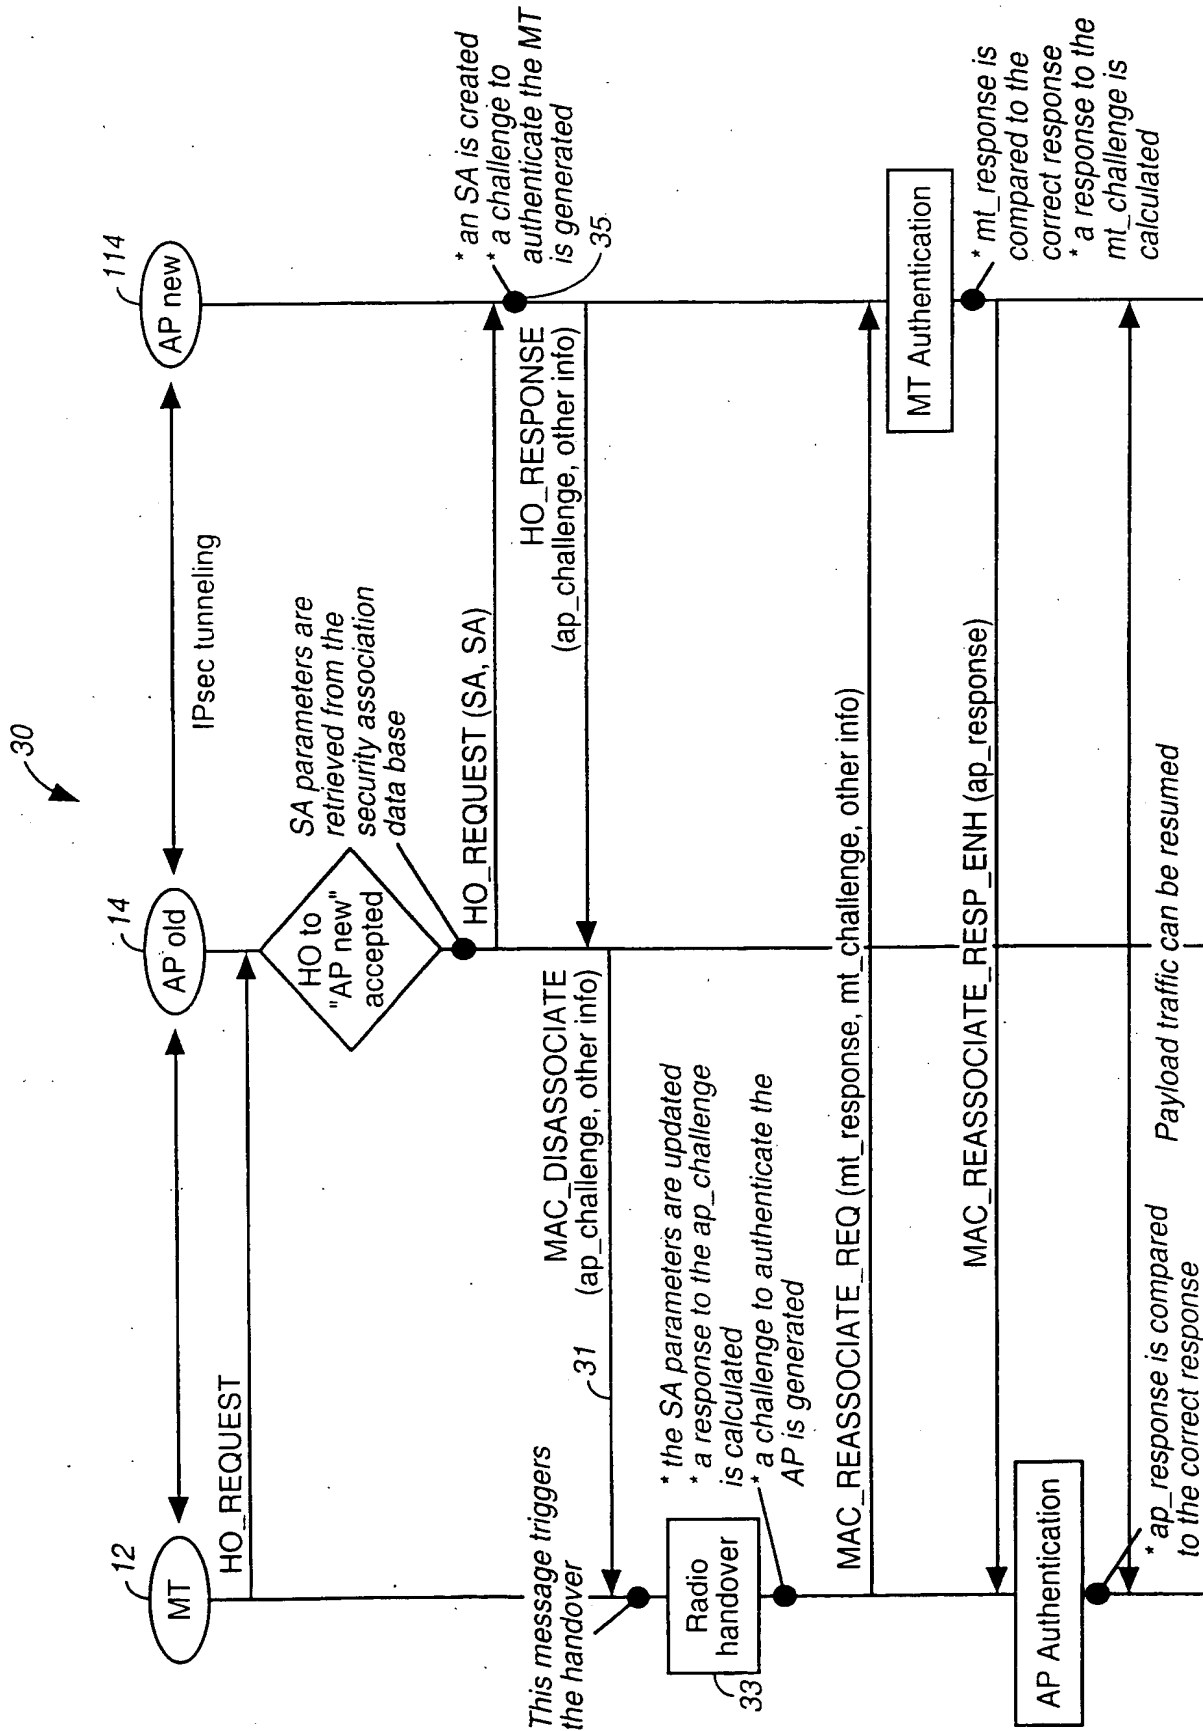 30
12
MT
14
AP old
114
AP new
IPsec tunneling
HO_REQUEST
HO to
"AP new"
accepted
SA parameters are
retrieved from the
security association
data base
HO_REQUEST (SA, SA)
* an SA is created
* a challenge to
authenticate the MT
is generated
35
HO_RESPONSE
(ap_challenge, other info)
MAC_DISASSOCIATE
(ap_challenge, other info)
31
This message triggers
the handover
Radio
handover
33
* the SA parameters are updated
* a response to the ap_challenge
is calculated
* a challenge to authenticate the
AP is generated
MAC_REASSOCIATE_REQ (mt_response, mt_challenge, other info)
MT Authentication
* mt_response is
compared to the
correct response
* a response to the
mt_challenge is
calculated
MAC_REASSOCIATE_RESP_ENH (ap_response)
AP Authentication
* ap_response is compared
to the correct response
Payload traffic can be resumed